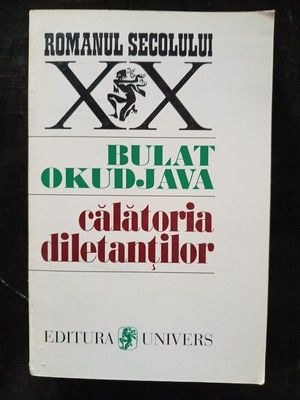 ROMANUL SECOLULUI
XX
BULAT
OKUDJAVA
călătoria
diletanților
EDITURA UNIVERS